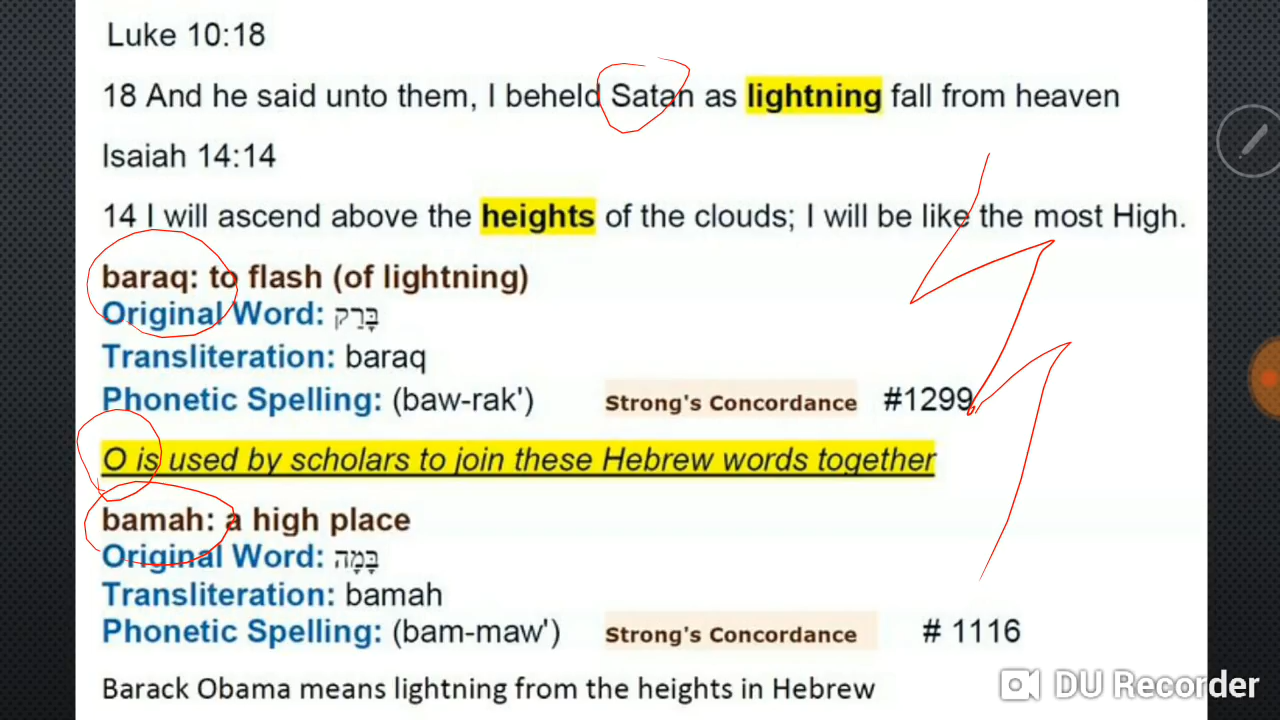 Luke 10:18
18 And he said unto them, I beheld Satan as lightning fall from heaven
Isaiah 14:14
14 I will ascend above the heights of the clouds; I will be like the most High.
baraq: to flash (of lightning)
Original Word: בָּרַק
Transliteration: baraq
Phonetic Spelling: (baw-rak') Strong's Concordance #1299
O is used by scholars to join these Hebrew words together
bamah: a high place
Original Word: בָּמָה
Transliteration: bamah
Phonetic Spelling: (bam-maw') Strong's Concordance # 1116
Barack Obama means lightning from the heights in Hebrew
DU Recorder